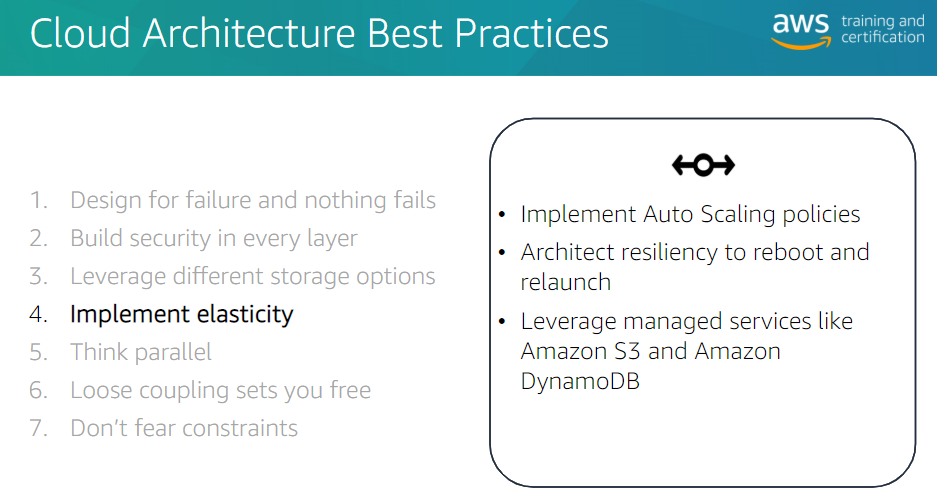 Cloud Architecture Best Practices
aws training and
certification
1. Design for failure and nothing fails
2. Build security in every layer
3. Leverage different storage options
4. Implement elasticity
5. Think parallel
6. Loose coupling sets you free
7. Don’t fear constraints
• Implement Auto Scaling policies
• Architect resiliency to reboot and
relaunch
• Leverage managed services like
Amazon S3 and Amazon
DynamoDB